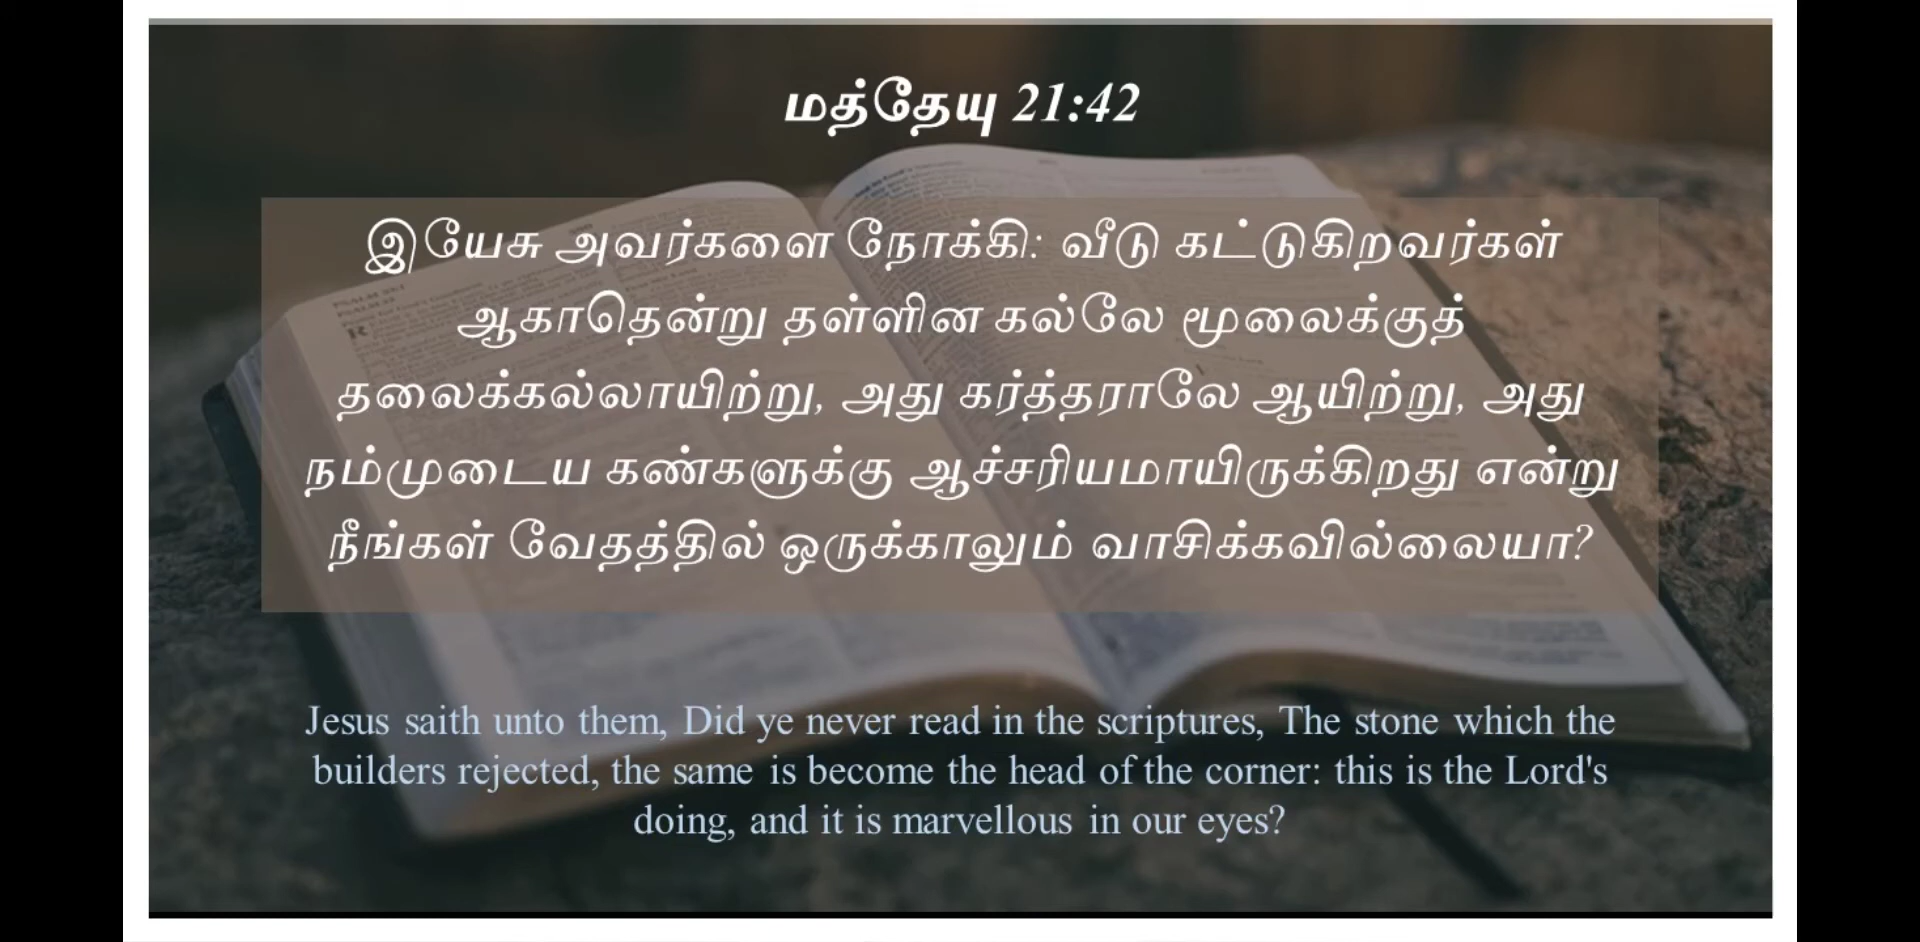 மத்தேயு 21:42
இயேசு அவர்களை நோக்கி: வீடு கட்டுகிறவர்கள்
ஆகாதென்று தள்ளின கல்லே மூலைக்குத்
தலைக்கல்லாயிற்று, அது கர்த்தராலே ஆயிற்று, அது
நம்முடைய கண்களுக்கு ஆச்சரியமாயிருக்கிறது என்று
நீங்கள் வேதத்தில் ஒருக்காலும் வாசிக்கவில்லையா?
Jesus saith unto them, Did ye never read in the scriptures, The stone which the
builders rejected, the same is become the head of the corner: this is the Lord's
doing, and it is marvellous in our eyes?